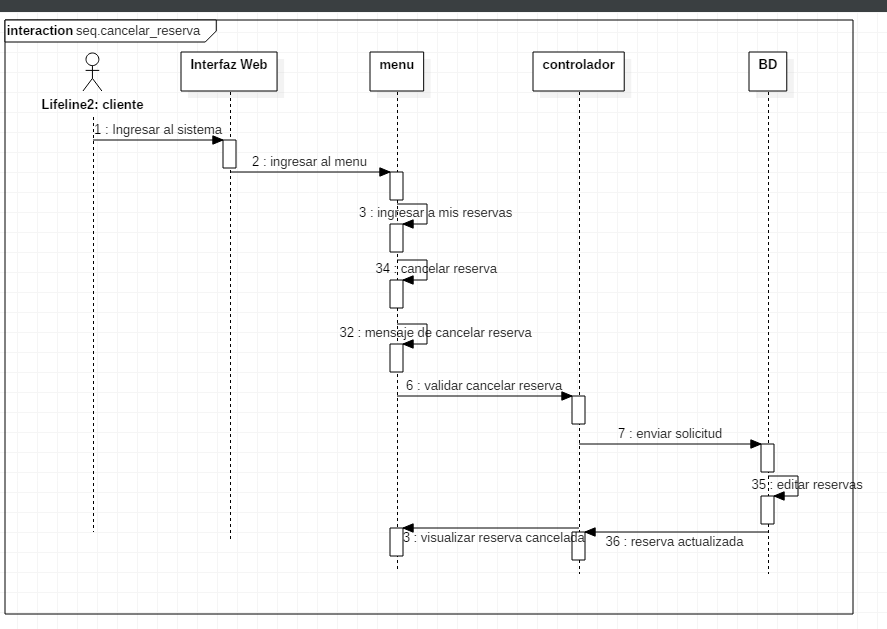 interaction seq.cancelar_reserva
Interfaz Web
menu
controlador
BD
Lifeline2: cliente
1 : Ingresar al sistema
2 : ingresar al menu
3 : ingresar a mis reservas
34 : cancelar reserva
32 : mensaje de cancelar reserva
6 : validar cancelar reserva
7 : enviar solicitud
35 : editar reservas
3 : visualizar reserva cancelada
36 : reserva actualizada